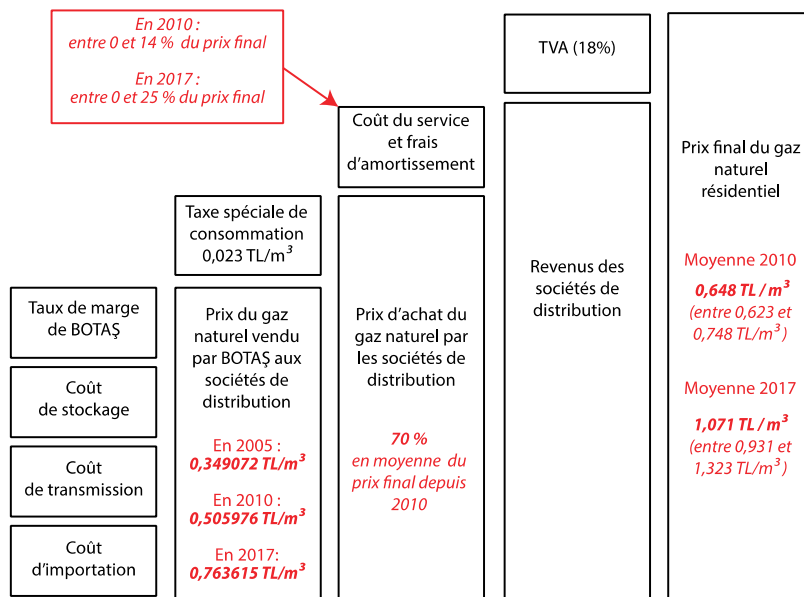 En 2010 :
entre 0 et 14 % du prix final
En 2017 :
entre 0 et 25 % du prix final
Taux de marge
de BOTAŞ
Coût
de stockage
Coût
de transmission
Coût
d'importation
Taxe spéciale de
consommation
0,023 TL/m³
Prix du gaz
naturel vendu
par BOTAŞ aux
sociétés de
distribution
En 2005 :
0,349072 TL/m³
En 2010 :
0,505976 TL/m³
En 2017:
0,763615 TL/m³
Coût du service
et frais
d'amortissement
Prix d'achat du
gaz naturel par
les sociétés de
distribution
70 %
en moyenne du
prix final depuis
2010
TVA (18%)
Revenus des
sociétés de
distribution
Prix final du gaz
naturel
résidentiel
Moyenne 2010
0,648 TL / m³
(entre 0,623 et
0,748 TL/m³)
Moyenne 2017
1,071 TL / m³
(entre 0,931 et
1,323 TL/m³)